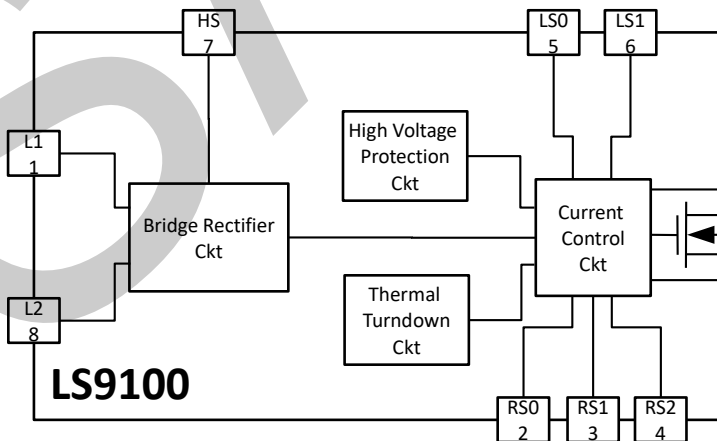 HS
7
LS0
5
LS1
6
L1
1
High Voltage
Protection
Ckt
Bridge Rectifier
Ckt
Current
Control
Ckt
L2
8
Thermal
Turndown
Ckt
LS9100
RS0
2
RS1
3
RS2
4